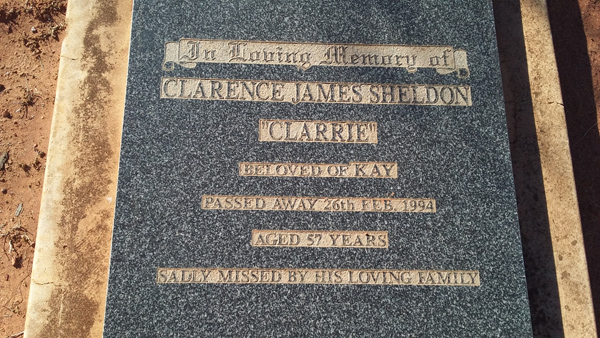 In Loving Memory of
CLARENCE JAMES SHELDON
"CLARRIE"
BELOVED OF KAY
PASSED AWAY 26th FEB. 1994
AGED 57 YEARS
SADLY MISSED BY HIS LOVING FAMILY